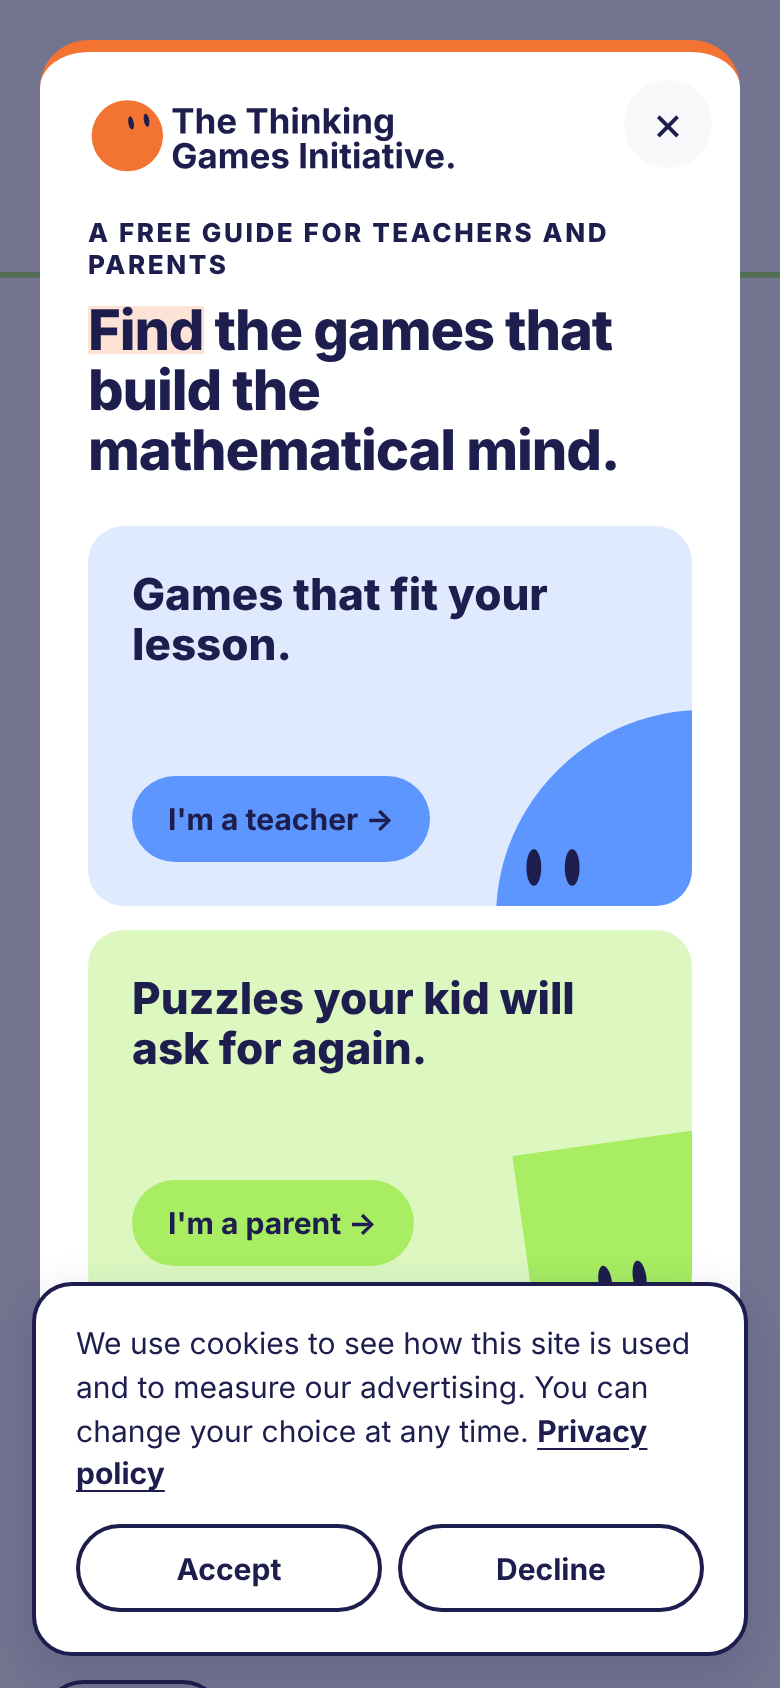 The Thinking
Games Initiative.
A FREE GUIDE FOR TEACHERS AND
PARENTS
Find the games that
build the
mathematical mind.
Games that fit your
lesson.
I'm a teacher →
Puzzles your kid will
ask for again.
I'm a parent →
We use cookies to see how this site is used
and to measure our advertising. You can
change your choice at any time. Privacy
policy
Accept
Decline